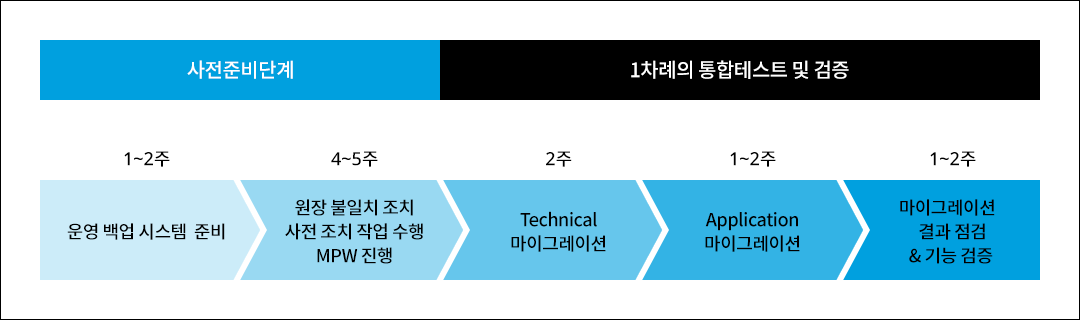 사전준비단계
1차례의 통합테스트 및 검증
1~2주
4~5주
2주
1~2주
1~2주
운영 백업 시스템 준비
원장 불일치 조치
사전 조치 작업 수행
MPW 진행
Technical
마이그레이션
Application
마이그레이션
마이그레이션
결과 점검
& 기능 검증